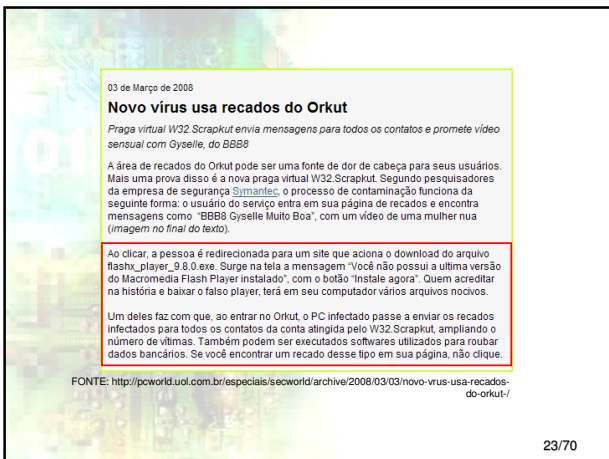 03 de Março de 2008
Novo vírus usa recados do Orkut
Praga virtual W32.Scrapkut envia mensagens para todos os contatos e promete vídeo
sensual com Gyselle, do BBB8
A área de recados do Orkut pode ser uma fonte de dor de cabeça para seus usuários.
Mais uma prova disso é a nova praga virtual W32.Scrapkut. Segundo pesquisadores
da empresa de segurança Symantec, o processo de contaminação funciona da
seguinte forma: o usuário do serviço entra em sua página de recados e encontra
mensagens como "BBB8 Gyselle Muito Boa", com um vídeo de uma mulher nua
(imagem no final do texto).
Ao clicar, a pessoa é redirecionada para um site que aciona o download do arquivo
flashx_player_9.8.0.exe. Surge na tela a mensagem "Você não possui a ultima versão
do Macromedia Flash Player instalado", com o botão "Instale agora". Quem acreditar
na história e baixar o falso player, terá em seu computador vários arquivos nocivos.
Um deles faz com que, ao entrar no Orkut, o PC infectado passe a enviar os recados
infectados para todos os contatos da conta atingida pelo W32.Scrapkut, ampliando o
número de vítimas. Também podem ser executados softwares utilizados para roubar
dados bancários. Se você encontrar um recado desse tipo em sua página, não clique.
FONTE: http://pcworld.uol.com.br/especiais/secworld/archive/2008/03/03/novo-vrus-usa-recados-
do-orkut-/
23/70